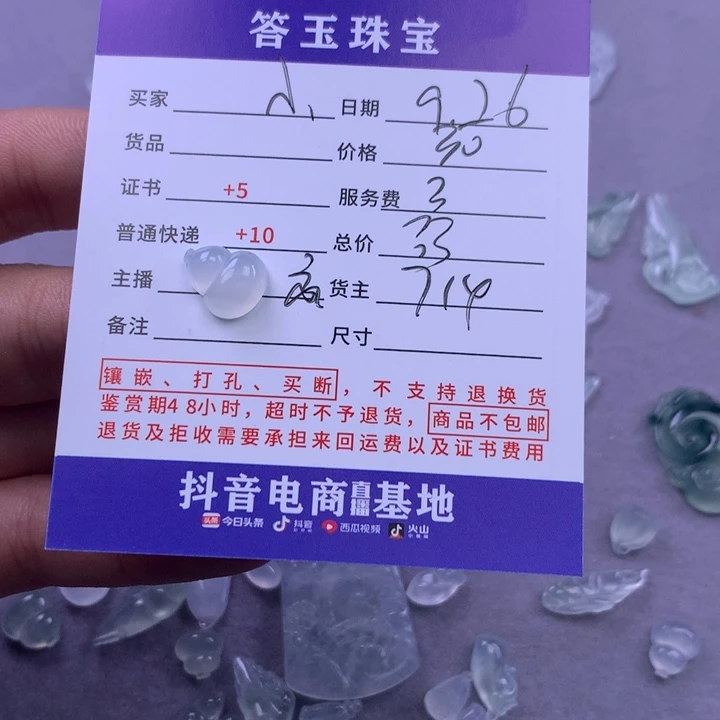 答玉珠宝
买家 日期 9.26
货品 价格 30
证书 +5 服务费 3
普通快递 +10 总价 33
主播 货主 714
备注 尺寸
镶嵌、打孔、买断，不支持退换货
鉴赏期48小时，超时不予退货，商品不包邮
退货及拒收需要承担来回运费以及证书费用
抖音电商直播基地
头条 今日头条 抖音 西瓜视频 火山